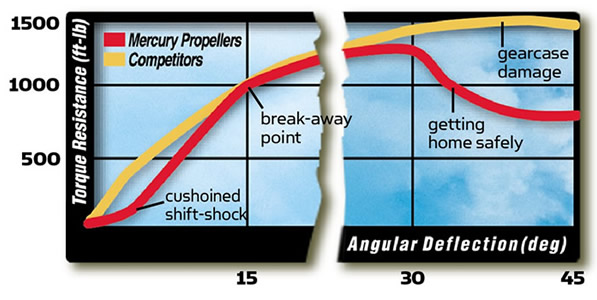 1500
1000
500
Torque Resistance (ft-lb)
Mercury Propellers
Competitors
gearcase
damage
break-away
point
getting
home safely
cushoined
shift-shock
Angular Deflection (deg)
15
30
45